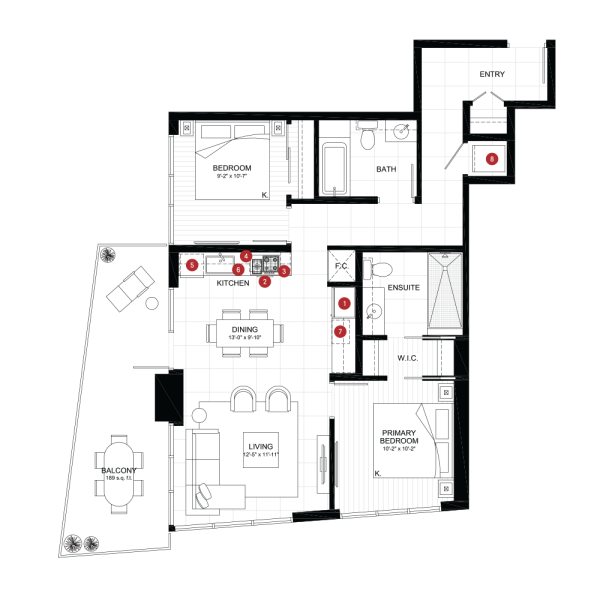 ENTRY
8
BEDROOM
9'-2" x 10'-7"
K.
BATH
5
4
6
3
2
KITCHEN
F.C.
ENSUITE
1
7
DINING
13'-0" x 9'-10"
W.I.C.
PRIMARY
BEDROOM
10'-2" x 10'-2"
K.
LIVING
12'-5" x 11'-11"
BALCONY
189 s.q. f.t.